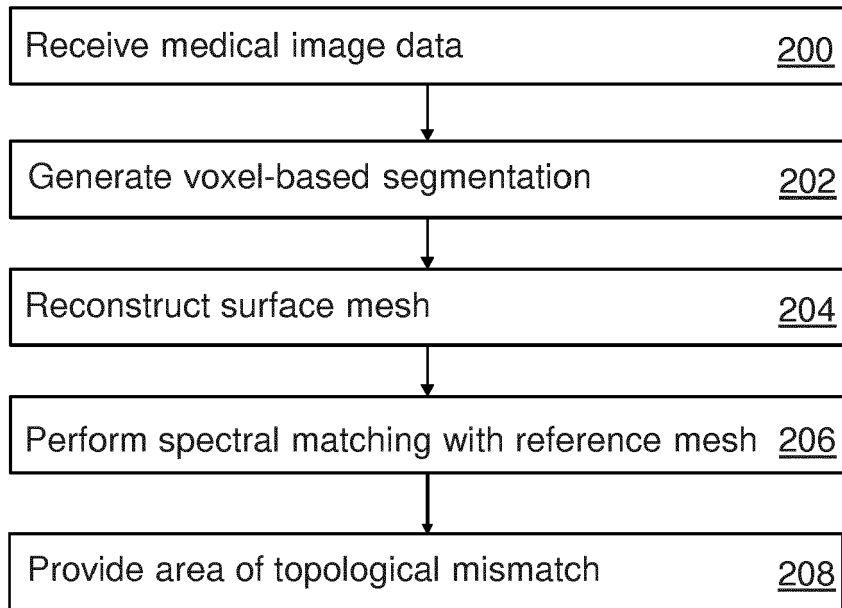 Receive medical image data 200
Generate voxel-based segmentation 202
Reconstruct surface mesh 204
Perform spectral matching with reference mesh 206
Provide area of topological mismatch 208